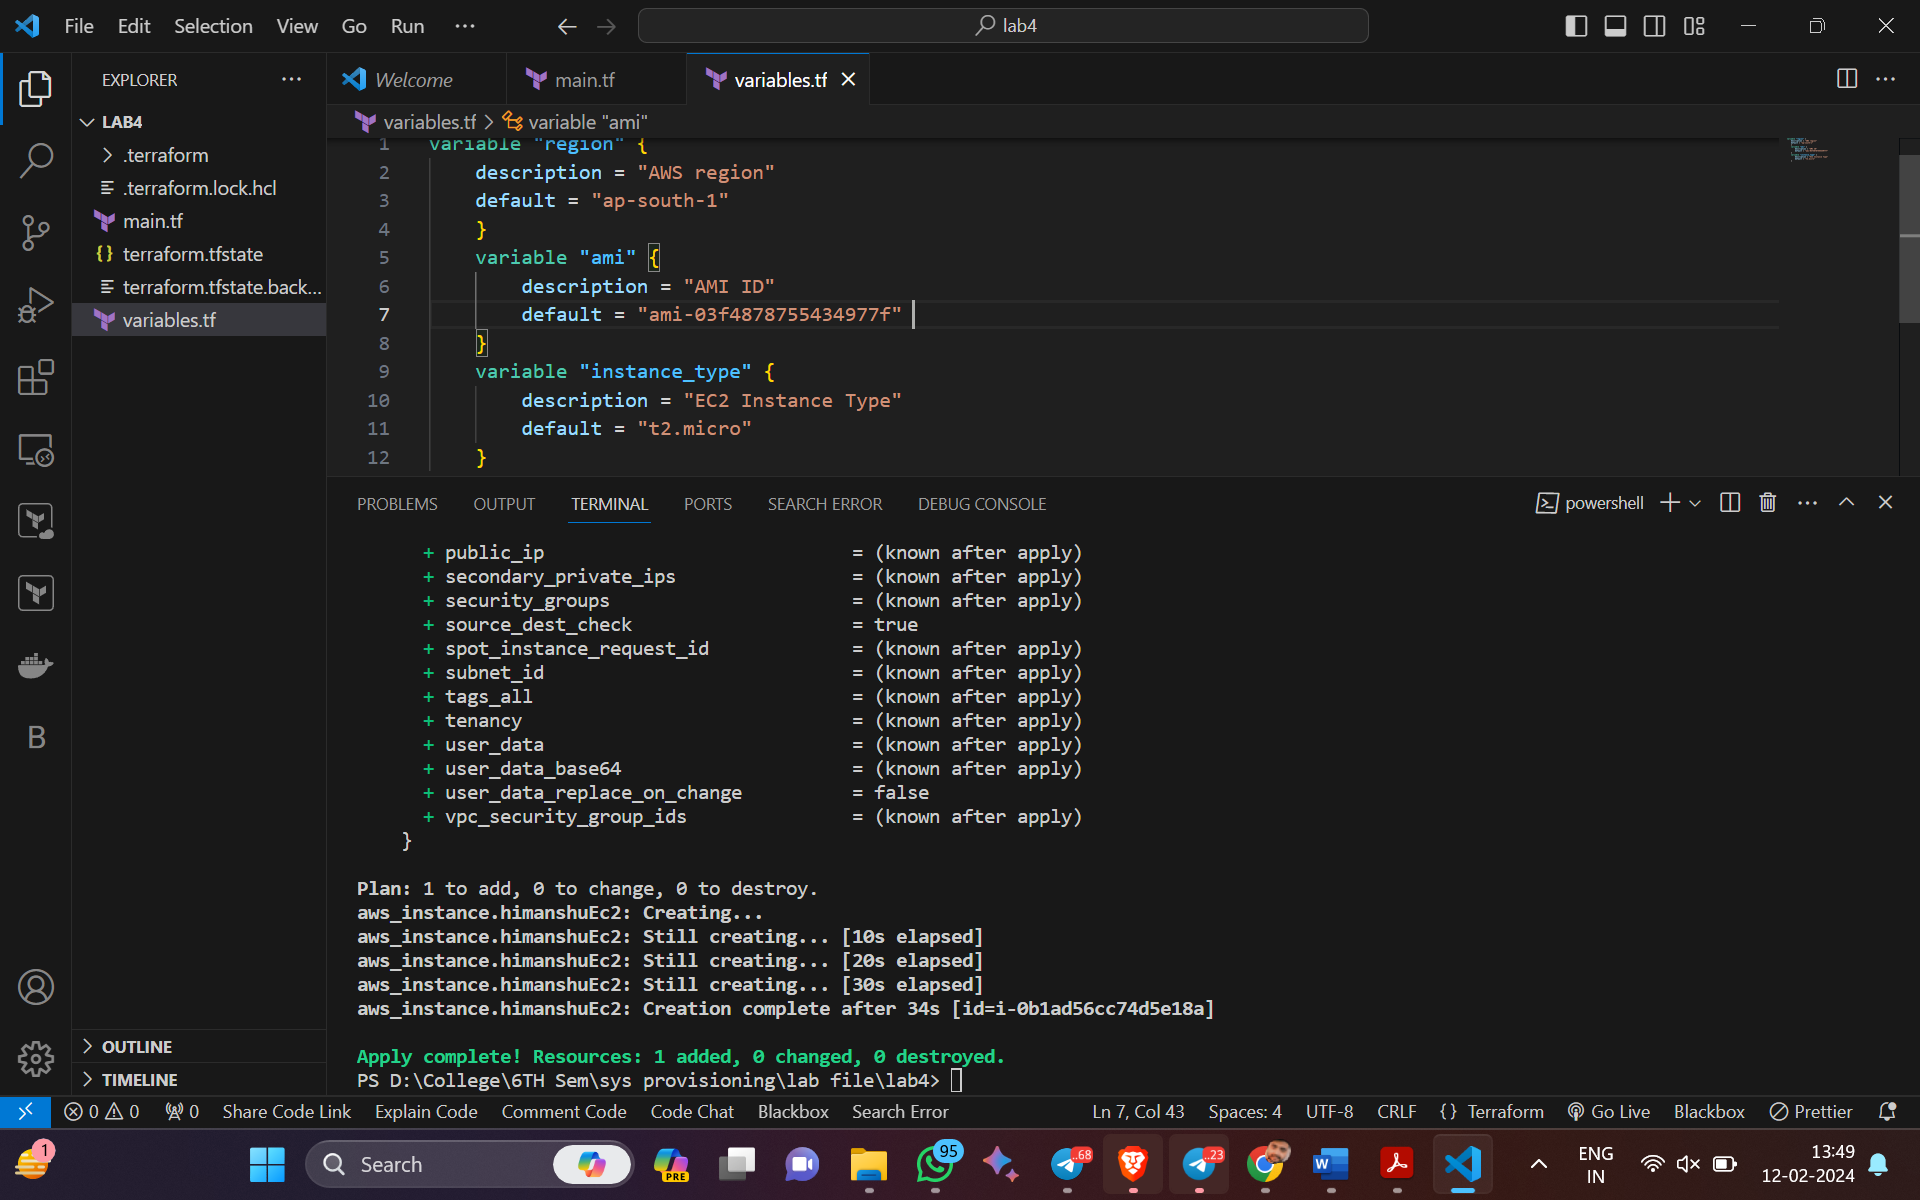 File Edit Selection View Go Run ··· lab4
EXPLORER
LAB4
.terraform
.terraform.lock.hcl
main.tf
terraform.tfstate
terraform.tfstate.back...
variables.tf
OUTLINE
TIMELINE
Welcome main.tf variables.tf
variables.tf > variable "ami"
1 variable "region" {
2 description = "AWS region"
3 default = "ap-south-1"
4 }
5 variable "ami" {
6 description = "AMI ID"
7 default = "ami-03f4878755434977f"
8 }
9 variable "instance_type" {
10 description = "EC2 Instance Type"
11 default = "t2.micro"
12 }
PROBLEMS OUTPUT TERMINAL PORTS SEARCH ERROR DEBUG CONSOLE powershell
+ public_ip = (known after apply)
+ secondary_private_ips = (known after apply)
+ security_groups = (known after apply)
+ source_dest_check = true
+ spot_instance_request_id = (known after apply)
+ subnet_id = (known after apply)
+ tags_all = (known after apply)
+ tenancy = (known after apply)
+ user_data = (known after apply)
+ user_data_base64 = (known after apply)
+ user_data_replace_on_change = false
+ vpc_security_group_ids = (known after apply)
}
Plan: 1 to add, 0 to change, 0 to destroy.
aws_instance.himanshuEc2: Creating...
aws_instance.himanshuEc2: Still creating... [10s elapsed]
aws_instance.himanshuEc2: Still creating... [20s elapsed]
aws_instance.himanshuEc2: Still creating... [30s elapsed]
aws_instance.himanshuEc2: Creation complete after 34s [id=i-0b1ad56cc74d5e18a]
Apply complete! Resources: 1 added, 0 changed, 0 destroyed.
PS D:\College\6TH Sem\sys provisioning\lab file\lab4>
0 0 0 Share Code Link Explain Code Comment Code Code Chat Blackbox Search Error Ln 7, Col 43 Spaces: 4 UTF-8 CRLF {} Terraform Go Live Blackbox Prettier
1 Search PRE 95 ..68 ..23 ENG IN 13:49
12-02-2024